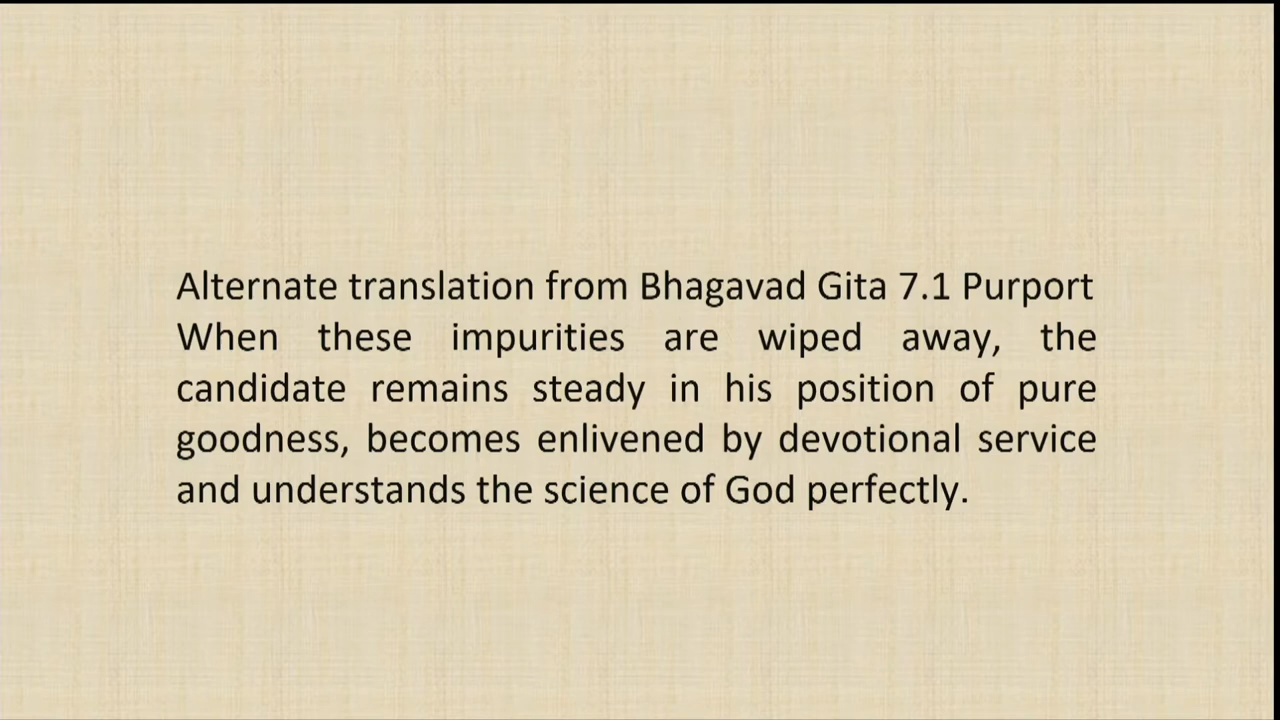 Alternate translation from Bhagavad Gita 7.1 Purport
When these impurities are wiped away, the
candidate remains steady in his position of pure
goodness, becomes enlivened by devotional service
and understands the science of God perfectly.